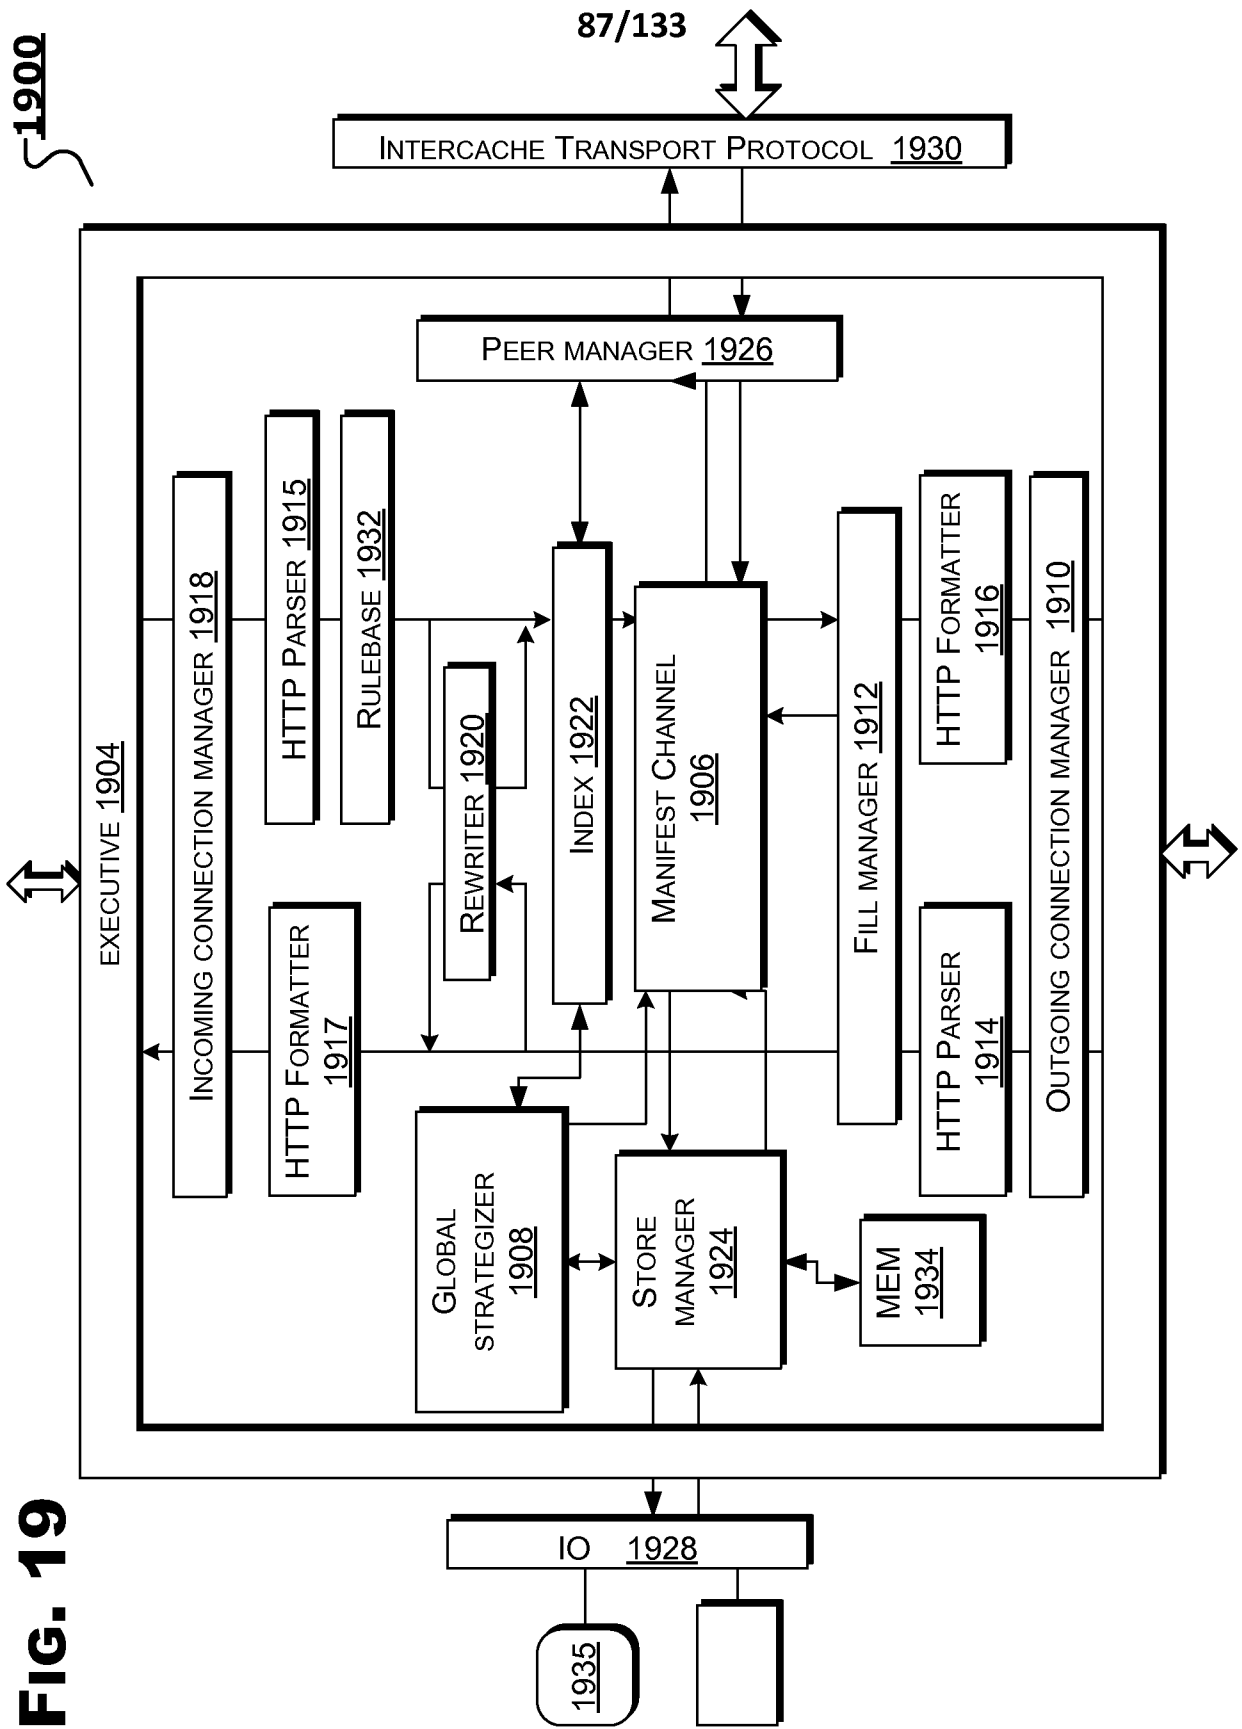 87/133
1900
INTERCACHE TRANSPORT PROTOCOL 1930
EXECUTIVE 1904
INCOMING CONNECTION MANAGER 1918
HTTP PARSER 1915
HTTP FORMATTER
1917
RULEBASE 1932
PEER MANAGER 1926
REWRITER 1920
INDEX 1922
MANIFEST CHANNEL
1906
GLOBAL
STRATEGIZER
1908
STORE
MANAGER
1924
MEM
1934
FILL MANAGER 1912
HTTP FORMATTER
1916
HTTP PARSER
1914
OUTGOING CONNECTION MANAGER 1910
IO 1928
1935
FIG. 19